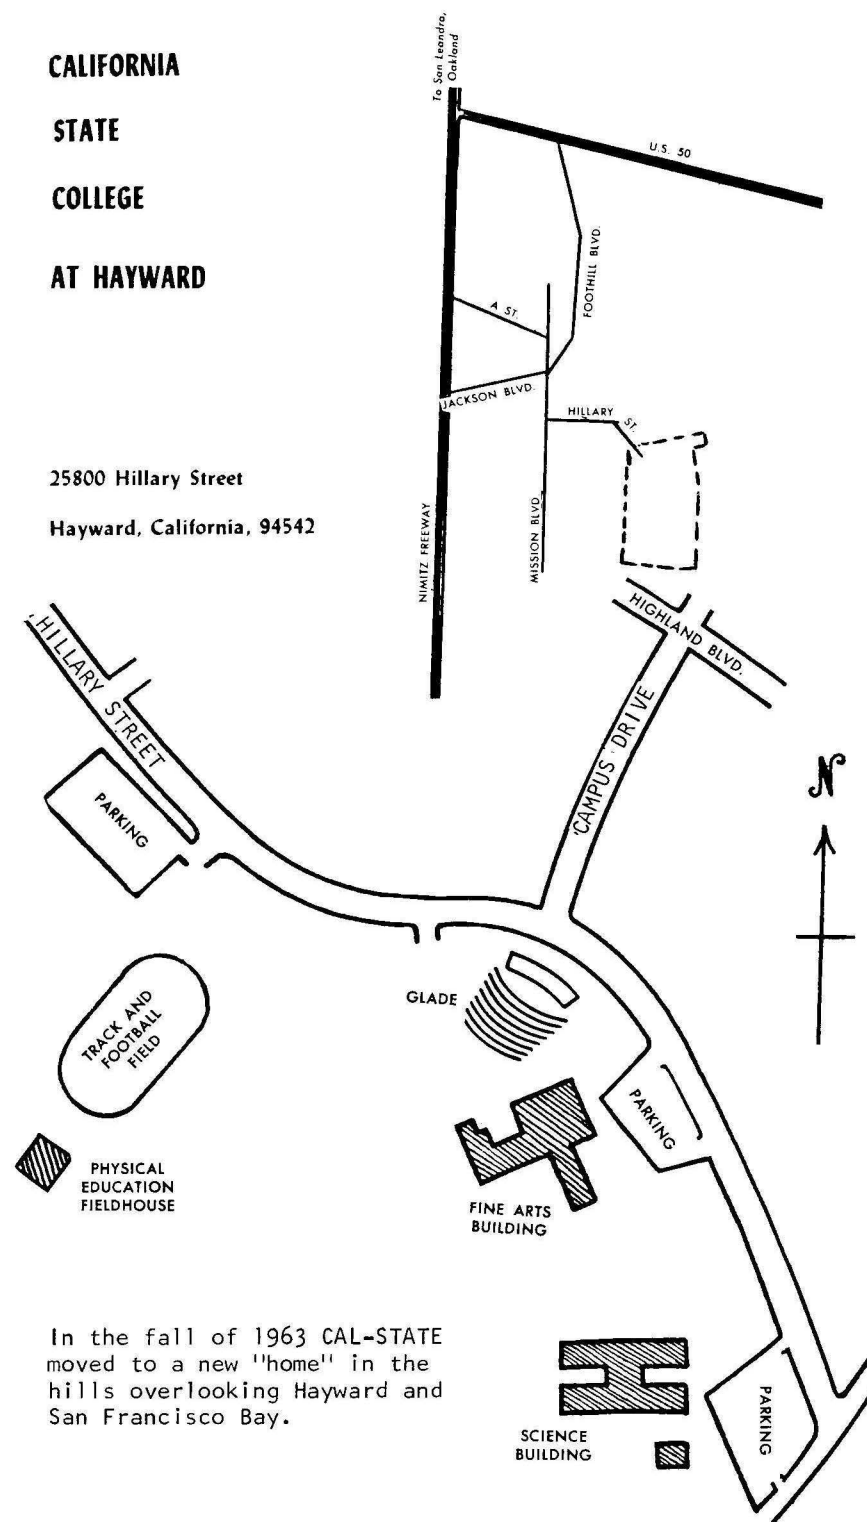 CALIFORNIA
STATE
COLLEGE
AT HAYWARD
To San Leandro,
Oakland
U.S. 50
FOOTHILL BLVD.
A ST.
JACKSON BLVD.
HILLARY ST.
NIMITZ FREEWAY
MISSION BLVD.
25800 Hillary Street
Hayward, California, 94542
HIGHLAND BLVD.
HILLARY STREET
CAMPUS DRIVE
PARKING
N
GLADE
TRACK AND
FOOTBALL
FIELD
PARKING
PHYSICAL
EDUCATION
FIELDHOUSE
FINE ARTS
BUILDING
In the fall of 1963 CAL-STATE
moved to a new "home" in the
hills overlooking Hayward and
San Francisco Bay.
PARKING
SCIENCE
BUILDING